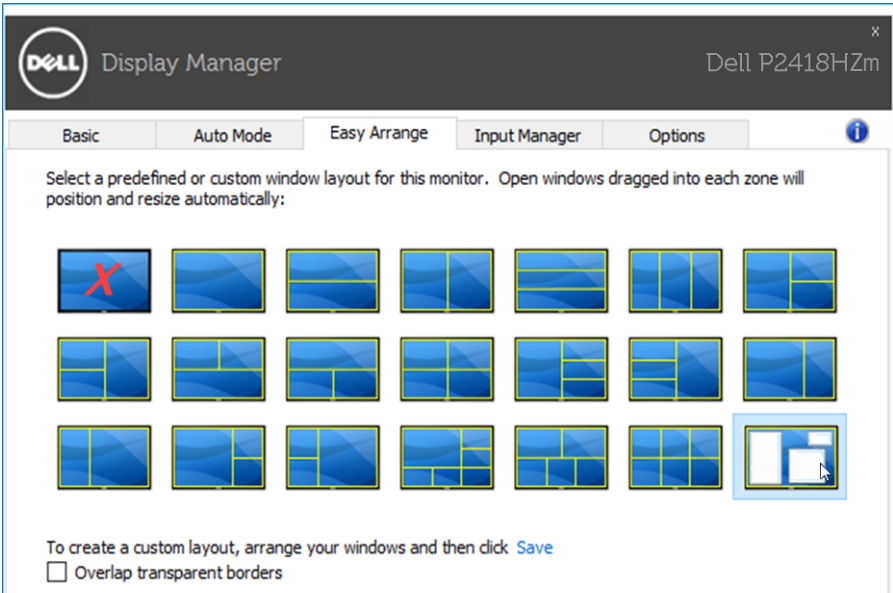 x
DELL
Display Manager
Dell P2418HZm
Basic
Auto Mode
Easy Arrange
Input Manager
Options
i
Select a predefined or custom window layout for this monitor. Open windows dragged into each zone will
position and resize automatically:
X
To create a custom layout, arrange your windows and then click Save
Overlap transparent borders